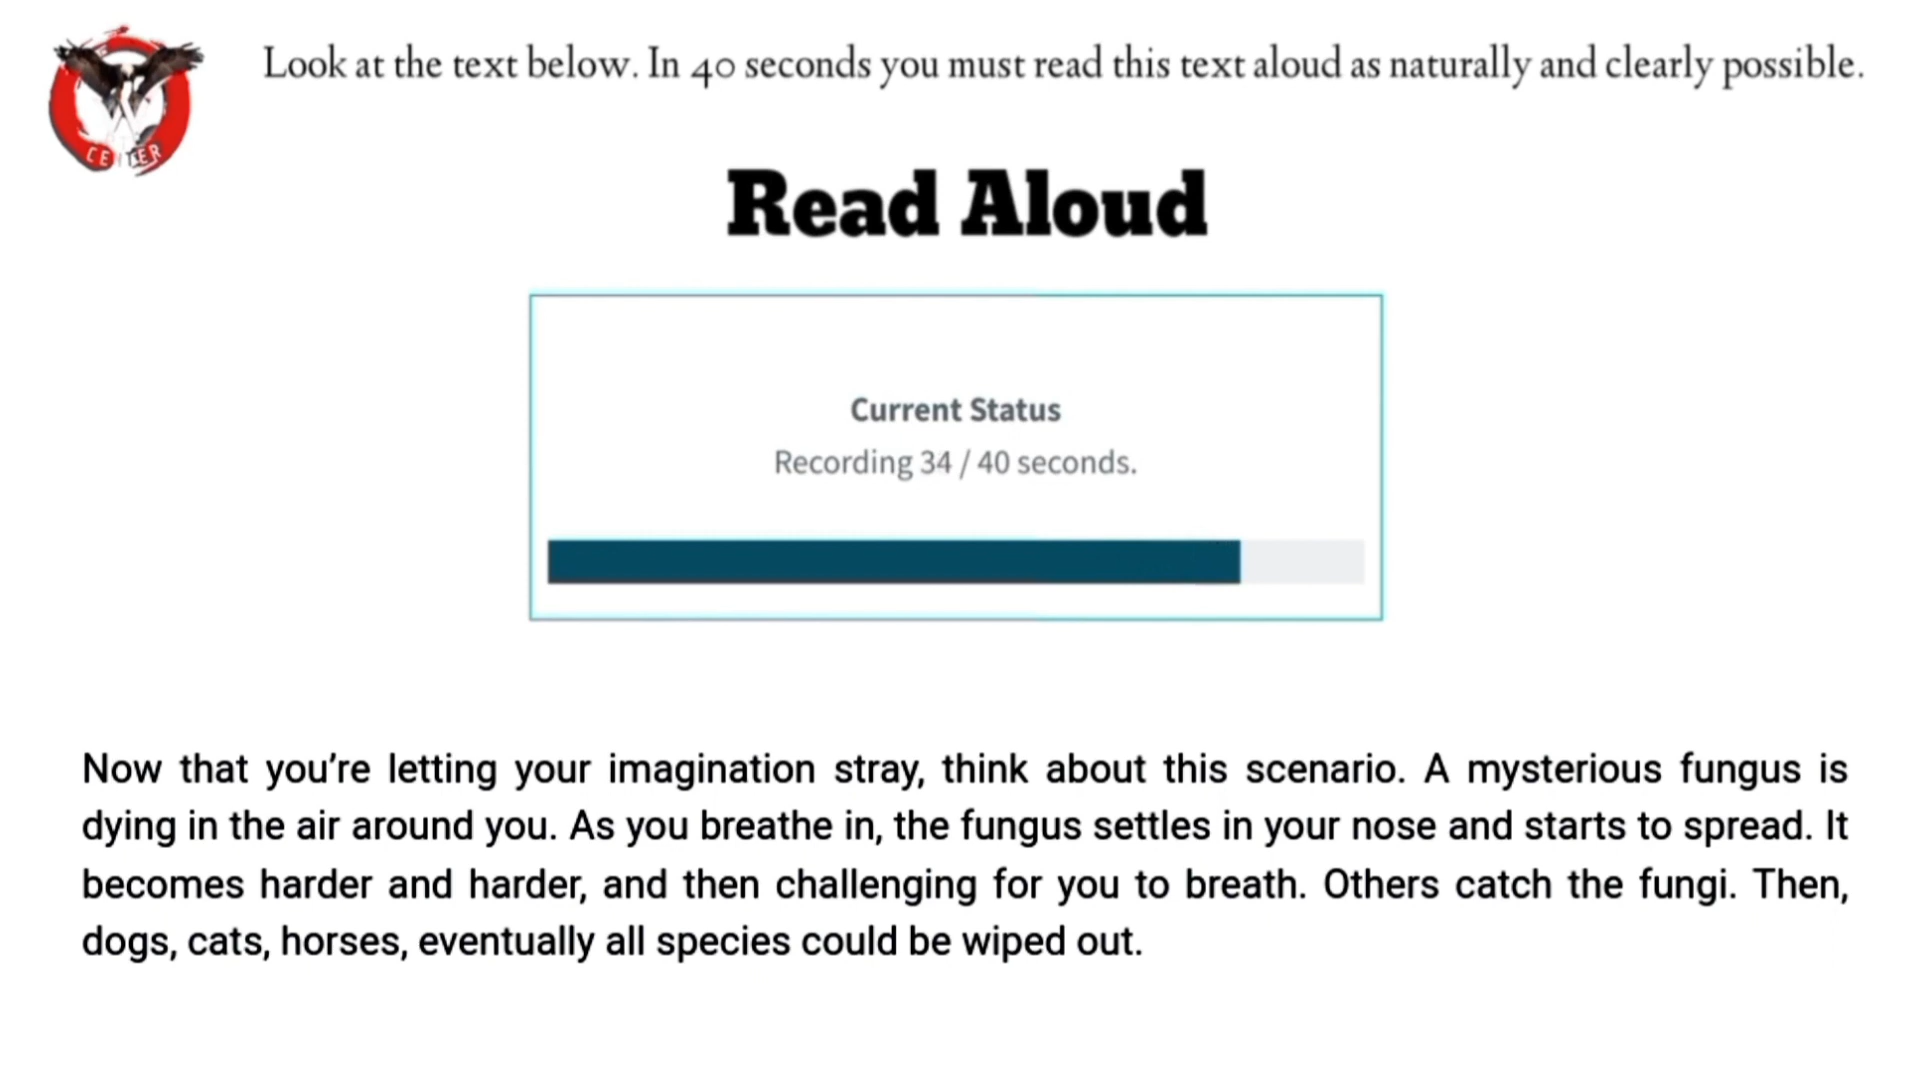 Look at the text below. In 40 seconds you must read this text aloud as naturally and clearly possible.
CENTER
Read Aloud
Current Status
Recording 34 / 40 seconds.
Now that you're letting your imagination stray, think about this scenario. A mysterious fungus is
dying in the air around you. As you breathe in, the fungus settles in your nose and starts to spread. It
becomes harder and harder, and then challenging for you to breath. Others catch the fungi. Then,
dogs, cats, horses, eventually all species could be wiped out.